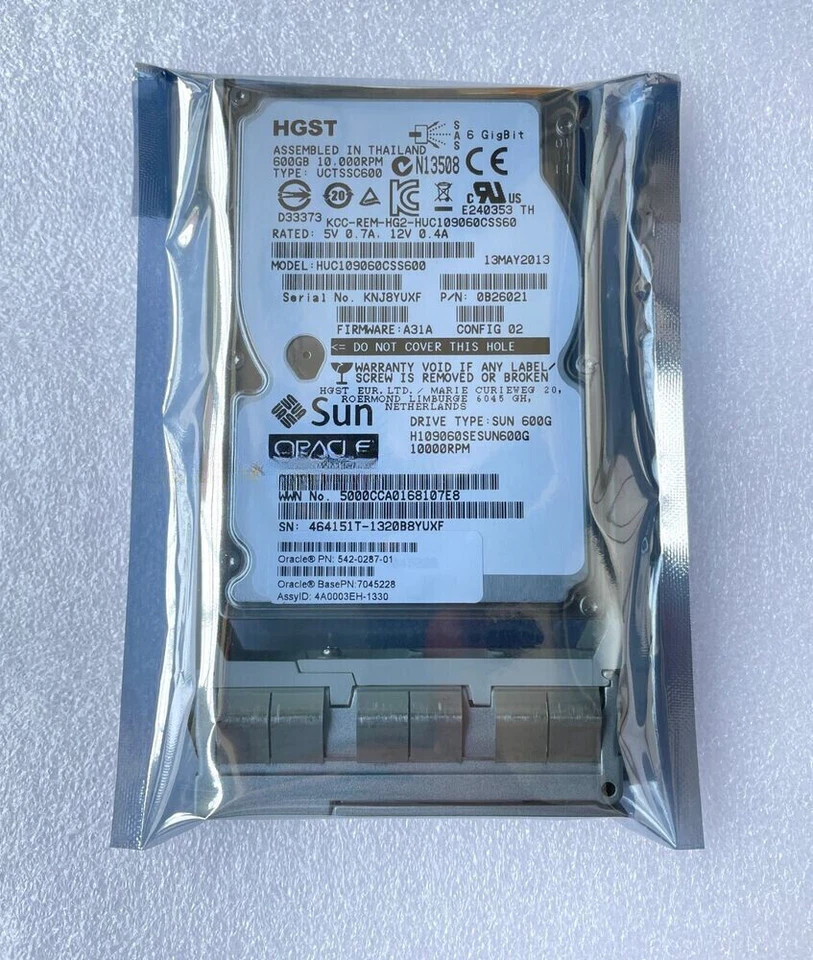 HGST
SAS 6 GigBit
ASSEMBLED IN THAILAND
600GB 10.000RPM
TYPE: UCTSSC600
N13508
CE
20
c RU US
D33373
E240353 TH
KCC-REM-HG2-HUC109060CSS60
RATED: 5V 0.7A. 12V 0.4A
13MAY2013
MODEL:HUC109060CSS600
Serial No. KNJ8YUXF P/N: 0B26021
FIRMWARE:A31A CONFIG 02
<= DO NOT COVER THIS HOLE
WARRANTY VOID IF ANY LABEL/
SCREW IS REMOVED OR BROKEN
HGST EUR.LTD./ MARIE CURIEWEG 20,
ROERMOND LIMBURGE 6045 GH,
NETHERLANDS
Sun
ORACLE
DRIVE TYPE:SUN 600G
H109060SESUN600G
10000RPM
WWN No. 5000CCA0168107E8
SN: 464151T-1320B8YUXF
Oracle® PN: 542-0287-01
Oracle® BasePN:7045228
AssyID: 4A0003EH-1330